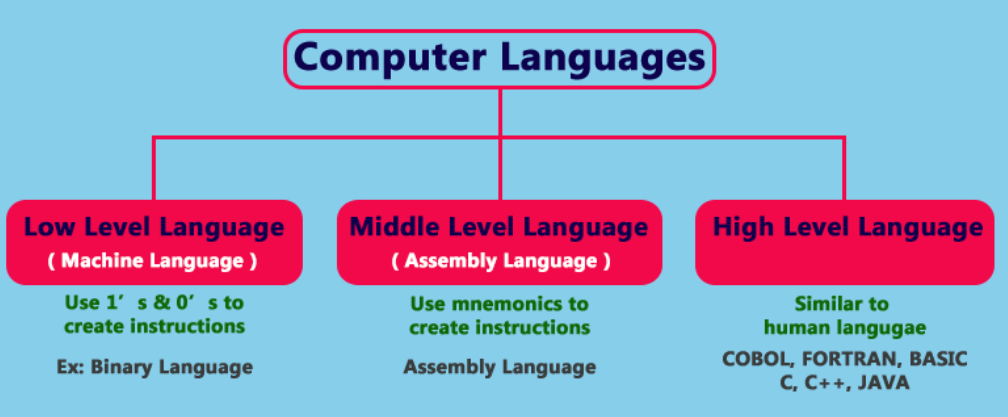 Computer Languages
Low Level Language
( Machine Language )
Use 1′ s & 0′ s to
create instructions
Ex: Binary Language
Middle Level Language
( Assembly Language )
Use mnemonics to
create instructions
Assembly Language
High Level Language
Similar to
human langugae
COBOL, FORTRAN, BASIC
C, C++, JAVA